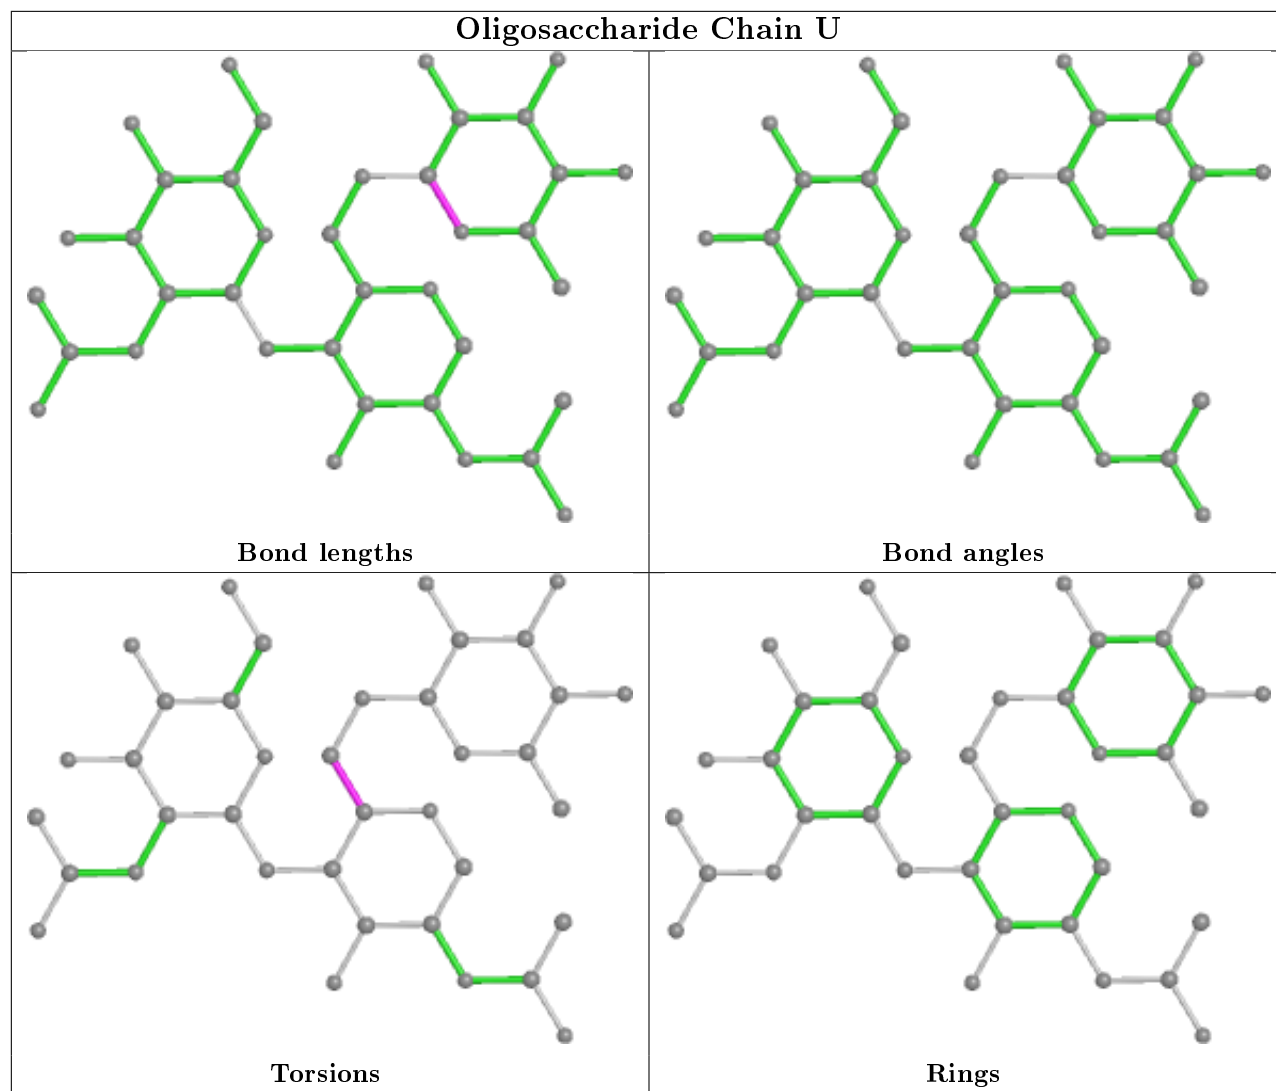 Oligosaccharide Chain U
Bond lengths
Bond angles
Torsions
Rings